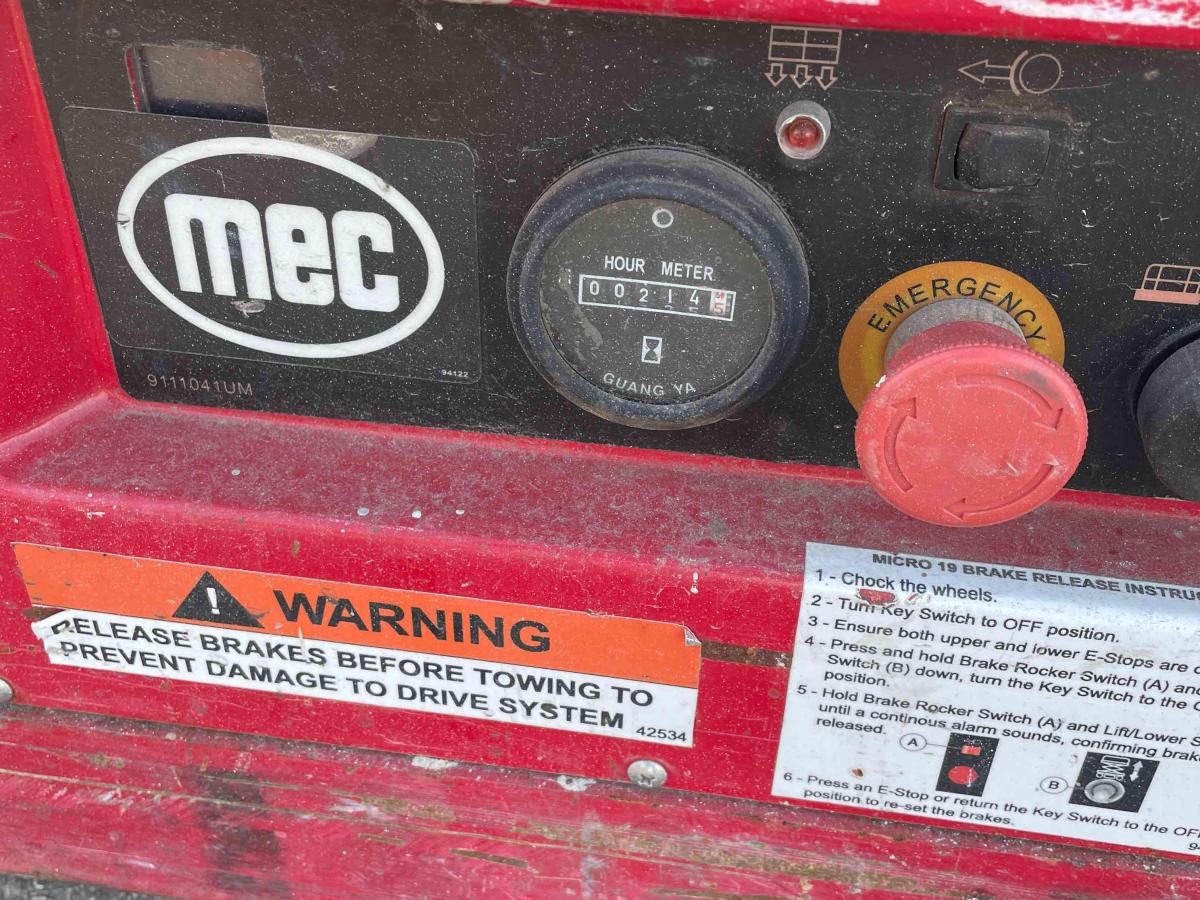 mec
94122
9111041UM
HOUR METER
0 0 2 1 4 5
GUANG YA
EMERGENCY
WARNING
RELEASE BRAKES BEFORE TOWING TO
PREVENT DAMAGE TO DRIVE SYSTEM
42534
MICRO 19 BRAKE RELEASE
1 - Chock the wheels.
2 - Turn Key Switch to OFF position.
3 - Ensure both upper and lower E-Stops are
4 - Press and hold Brake Rocker Switch (A) and
Switch (B) down, turn the Key Switch to the
position.
5 - Hold Brake Rocker Switch (A) and Lift/Lower
until a continous alarm sounds, confirming
released.
A
B
6 - Press an E-Stop or return the Key Switch to the
position to re-set the brakes.